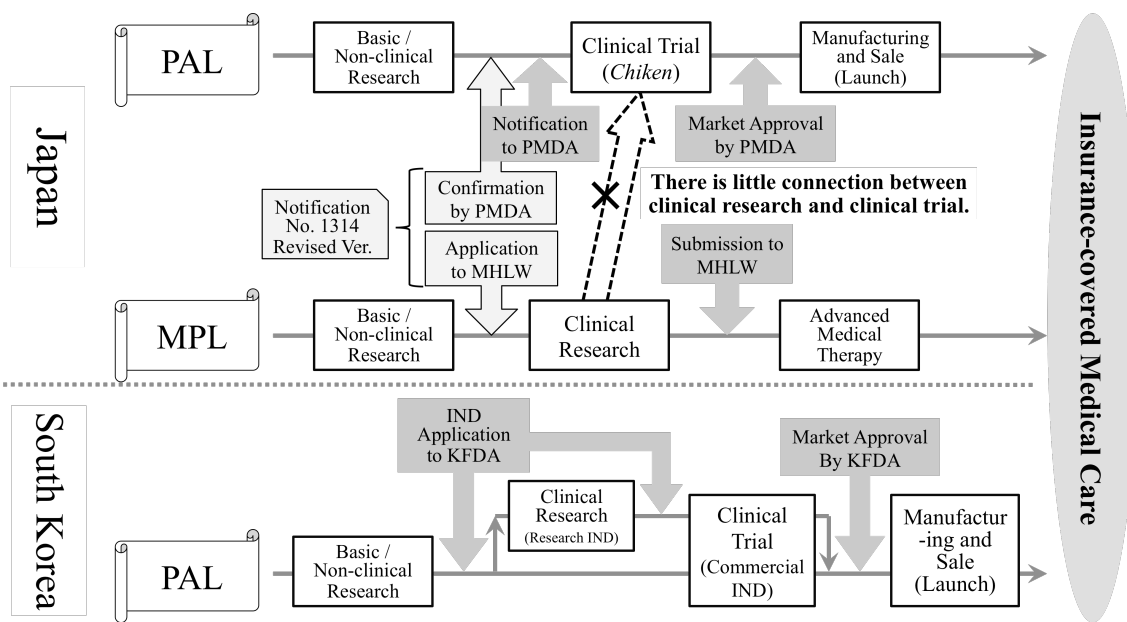 Japan
PAL
Basic /
Non-clinical
Research
Clinical Trial
(Chiken)
Manufacturing
and Sale
(Launch)
Notification
to PMDA
Market Approval
by PMDA
Notification
No. 1314
Revised Ver.
Confirmation
by PMDA
Application
to MHLW
There is little connection between
clinical research and clinical trial.
Submission to
MHLW
MPL
Basic /
Non-clinical
Research
Clinical
Research
Advanced
Medical
Therapy
South Korea
IND
Application
to KFDA
Market Approval
By KFDA
PAL
Basic /
Non-clinical
Research
Clinical
Research
(Research IND)
Clinical
Trial
(Commercial
IND)
Manufactur
-ing and
Sale
(Launch)
Insurance-covered Medical Care